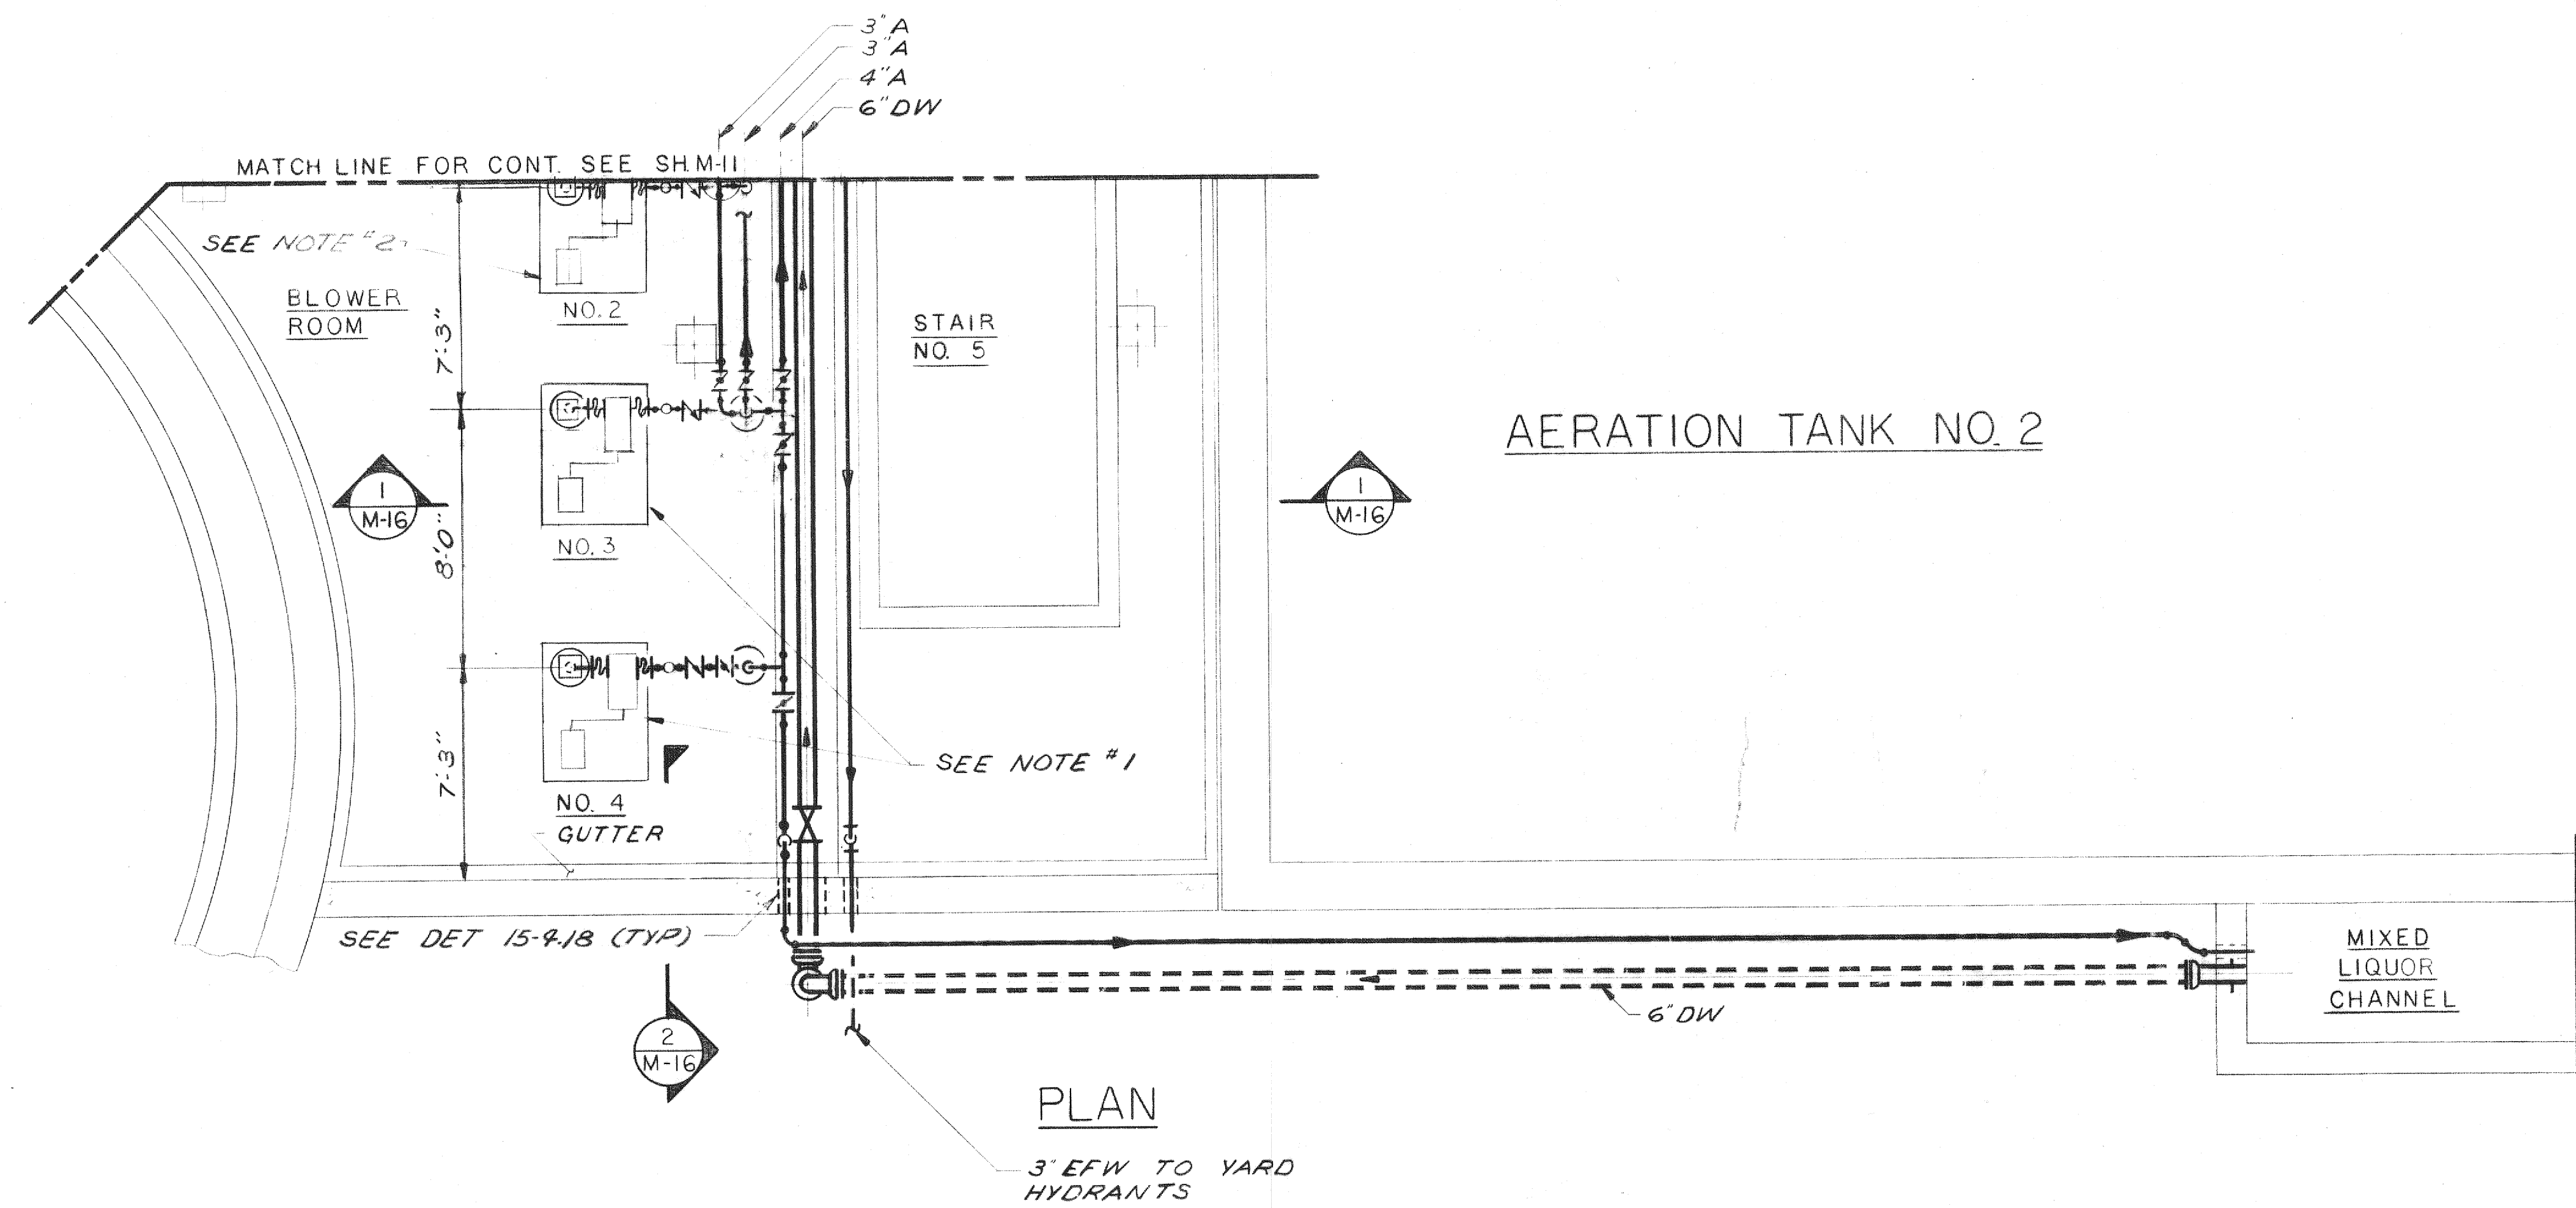 3"A
3"A
4"A
6"DW
MATCH LINE FOR CONT. SEE SH.M-11
SEE NOTE #2
BLOWER
ROOM
NO. 2
7'-3"
STAIR
NO. 5
AERATION TANK NO. 2
1
M-16
1
M-16
8'-0"
NO. 3
7'-3"
SEE NOTE #1
NO. 4
GUTTER
SEE DET 15-9.18 (TYP)
MIXED
LIQUOR
CHANNEL
6"DW
2
M-16
PLAN
3"EFW TO YARD
HYDRANTS